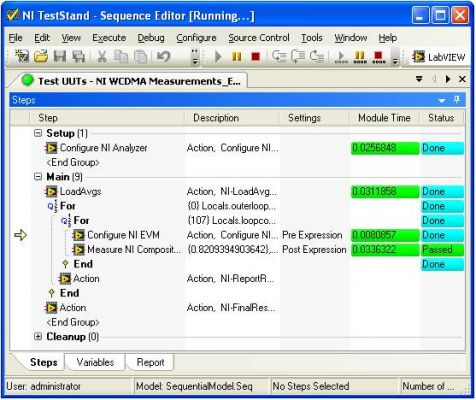 NI TestStand - Sequence Editor [Running...]
File Edit View Execute Debug Configure Source Control Tools Window Help
LabVIEW
Test UUTs - NI WCDMA Measurements_E...
Steps
Step Description Settings Module Time Status
Setup (1)
Configure NI Analyzer Action, Configure NI... 0.0256848 Done
<End Group>
Main (9)
LoadAvgs Action, NI-LoadAvg... 0.0311858 Done
For {0} Locals.outerloop... Done
For {107} Locals.loopco... Done
Configure NI EVM Action, Configure NI... Pre Expression 0.0080857 Done
Measure NI Composit... {0.8209394903642},... Post Expression 0.0336322 Passed
End Done
Action Action, NI-ReportR...
End
Action Action, NI-FinalRes...
<End Group>
Cleanup (0)
Steps Variables Report
User: administrator Model: SequentialModel.Seq No Steps Selected Number of ...